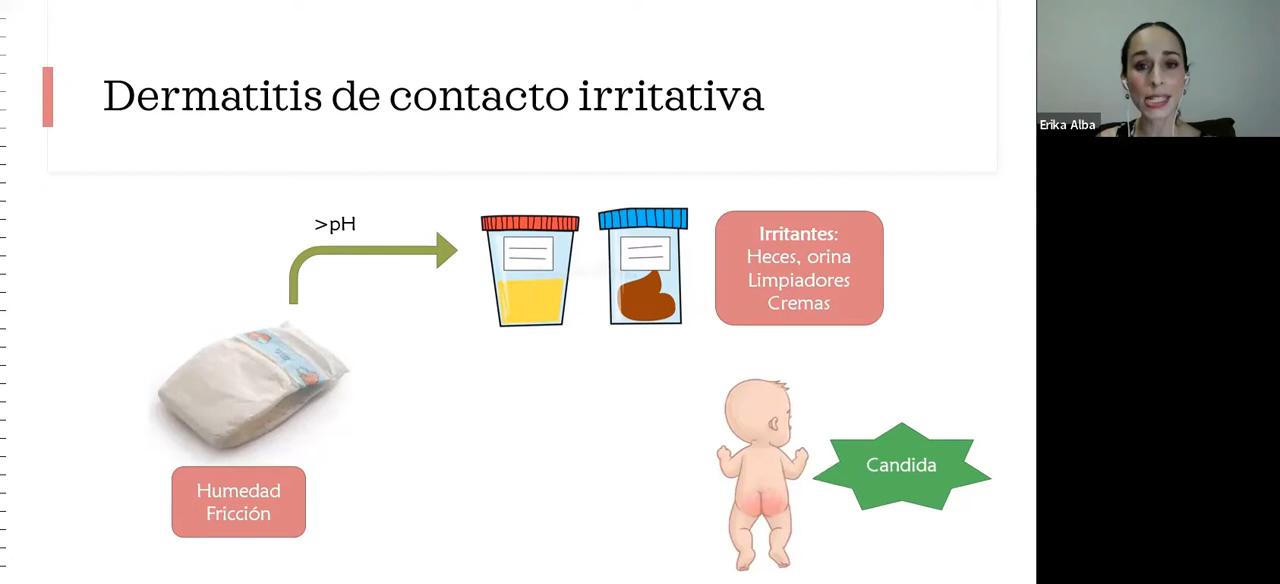 Dermatitis de contacto irritativa
Erika Alba
>pH
Irritantes:
Heces, orina
Limpiadores
Cremas
Candida
Humedad
Fricción